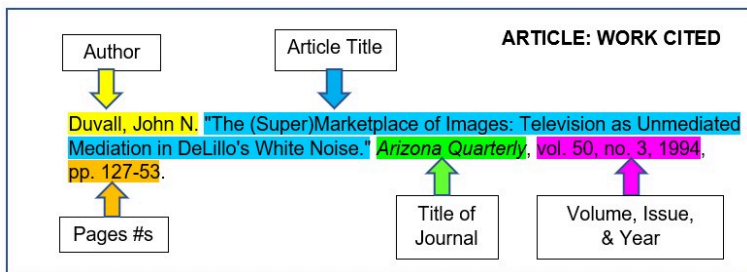 ARTICLE: WORK CITED
Author
Article Title
Duvall, John N. "The (Super)Marketplace of Images: Television as Unmediated
Mediation in DeLillo's White Noise." Arizona Quarterly, vol. 50, no. 3, 1994,
pp. 127-53.
Pages #s
Title of
Journal
Volume, Issue,
& Year